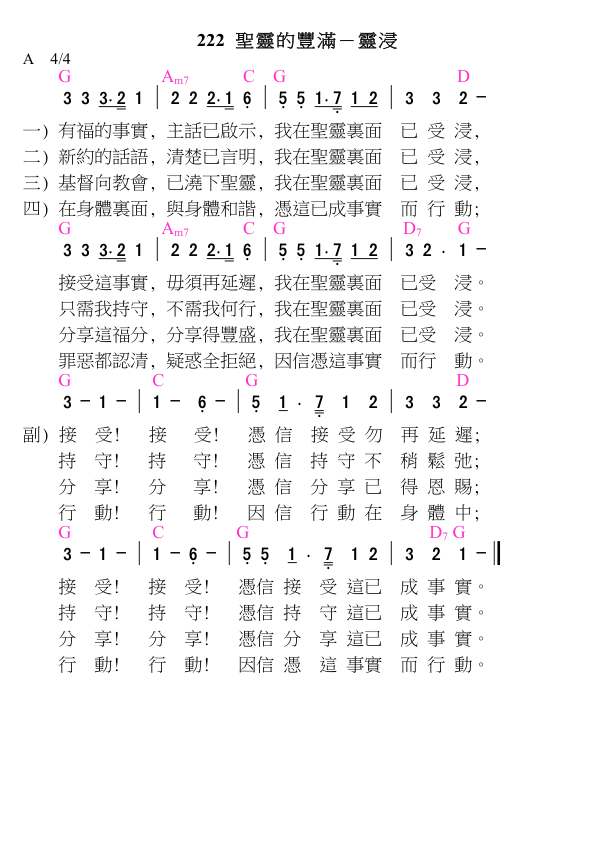 222 聖靈的豐滿－靈浸
A 4/4
G Am7 C G D
3 3 3·2 1 | 2 2 2·1 6 | 5 5 1·7 1 2 | 3 3 2 －
一) 有福的事實, 主話已啟示, 我在聖靈裏面 已 受 浸,
二) 新約的話語, 清楚已言明, 我在聖靈裏面 已 受 浸,
三) 基督向教會, 已澆下聖靈, 我在聖靈裏面 已 受 浸,
四) 在身體裏面, 與身體和諧, 憑這已成事實 而 行 動;
G Am7 C G D7 G
3 3 3·2 1 | 2 2 2·1 6 | 5 5 1·7 1 2 | 3 2 · 1 －
接受這事實, 毋須再延遲, 我在聖靈裏面 已受 浸。
只需我持守, 不需我何行, 我在聖靈裏面 已受 浸。
分享這福分, 分享得豐盛, 我在聖靈裏面 已受 浸。
罪惡都認清, 疑惑全拒絕, 因信憑這事實 而行 動。
G C G D
3 － 1 － | 1 － 6 － | 5 1 · 7 1 2 | 3 3 2 －
副) 接 受! 接 受! 憑 信 接 受 勿 再 延 遲;
持 守! 持 守! 憑 信 持 守 不 稍 鬆 弛;
分 享! 分 享! 憑 信 分 享 已 得 恩 賜;
行 動! 行 動! 因 信 行 動 在 身 體 中;
G C G D7 G
3 － 1 － | 1 － 6 － | 5 5 1 · 7 1 2 | 3 2 1 － ‖
接 受! 接 受! 憑信 接 受 這已 成 事 實。
持 守! 持 守! 憑信 持 守 這已 成 事 實。
分 享! 分 享! 憑信 分 享 這已 成 事 實。
行 動! 行 動! 因信 憑 這 事實 而 行 動。